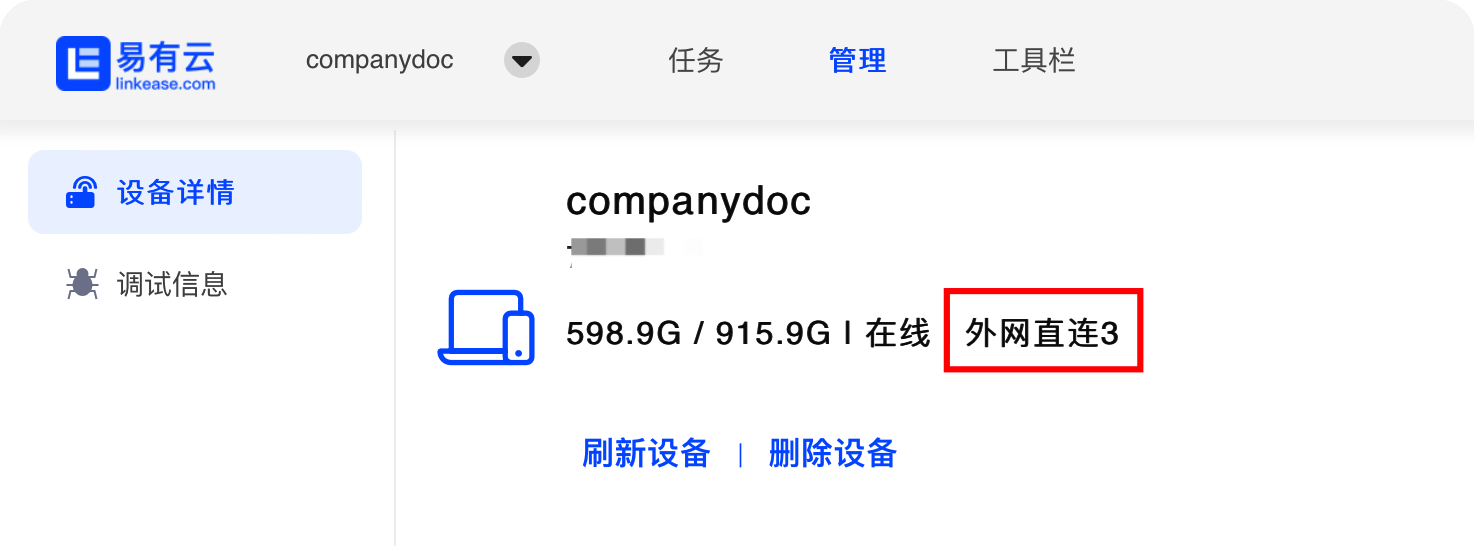 易有云
linkease.com
companydoc
任务
管理
工具栏
设备详情
调试信息
companydoc
598.9G / 915.9G | 在线 外网直连3
刷新设备 | 删除设备